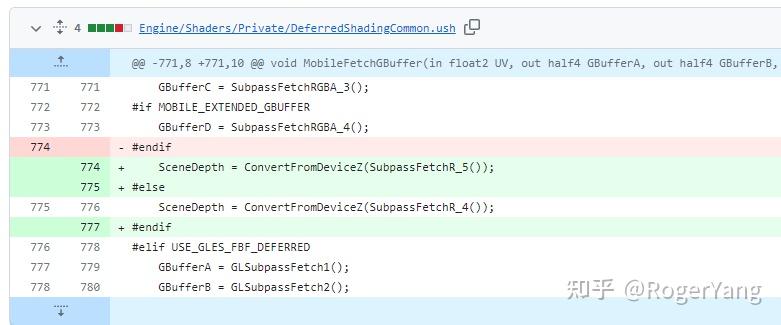 4 Engine/Shaders/Private/DeferredShadingCommon.ush
@@ -771,8 +771,10 @@ void MobileFetchGBuffer(in float2 UV, out half4 GBufferA, out half4 GBufferB,
771 771 GBufferC = SubpassFetchRGBA_3();
772 772 #if MOBILE_EXTENDED_GBUFFER
773 773 GBufferD = SubpassFetchRGBA_4();
774 - #endif
774 + SceneDepth = ConvertFromDeviceZ(SubpassFetchR_5());
775 + #else
775 776 SceneDepth = ConvertFromDeviceZ(SubpassFetchR_4());
777 + #endif
776 778 #elif USE_GLES_FBF_DEFERRED
777 779 GBufferA = GLSubpassFetch1();
778 780 GBufferB = GLSubpassFetch2();
知乎 @RogerYang